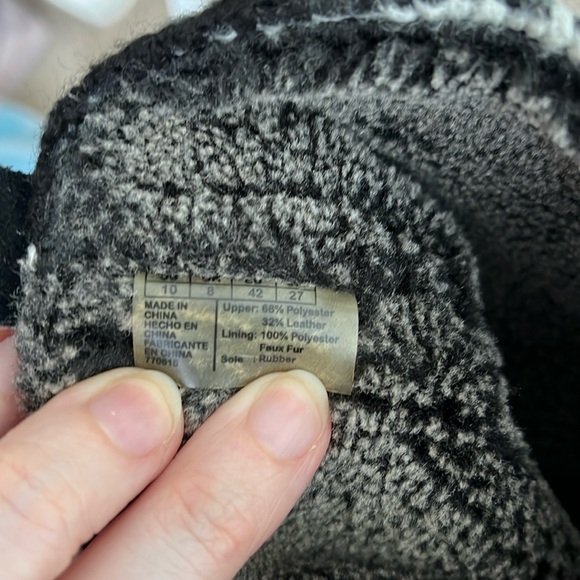 10 8 42 27
MADE IN
CHINA
HECHO EN
CHINA
FABRICANTE
EN CHINA
770615
Upper: 68% Polyester
32% Leather
Lining: 100% Polyester
Faux Fur
Sole : Rubber